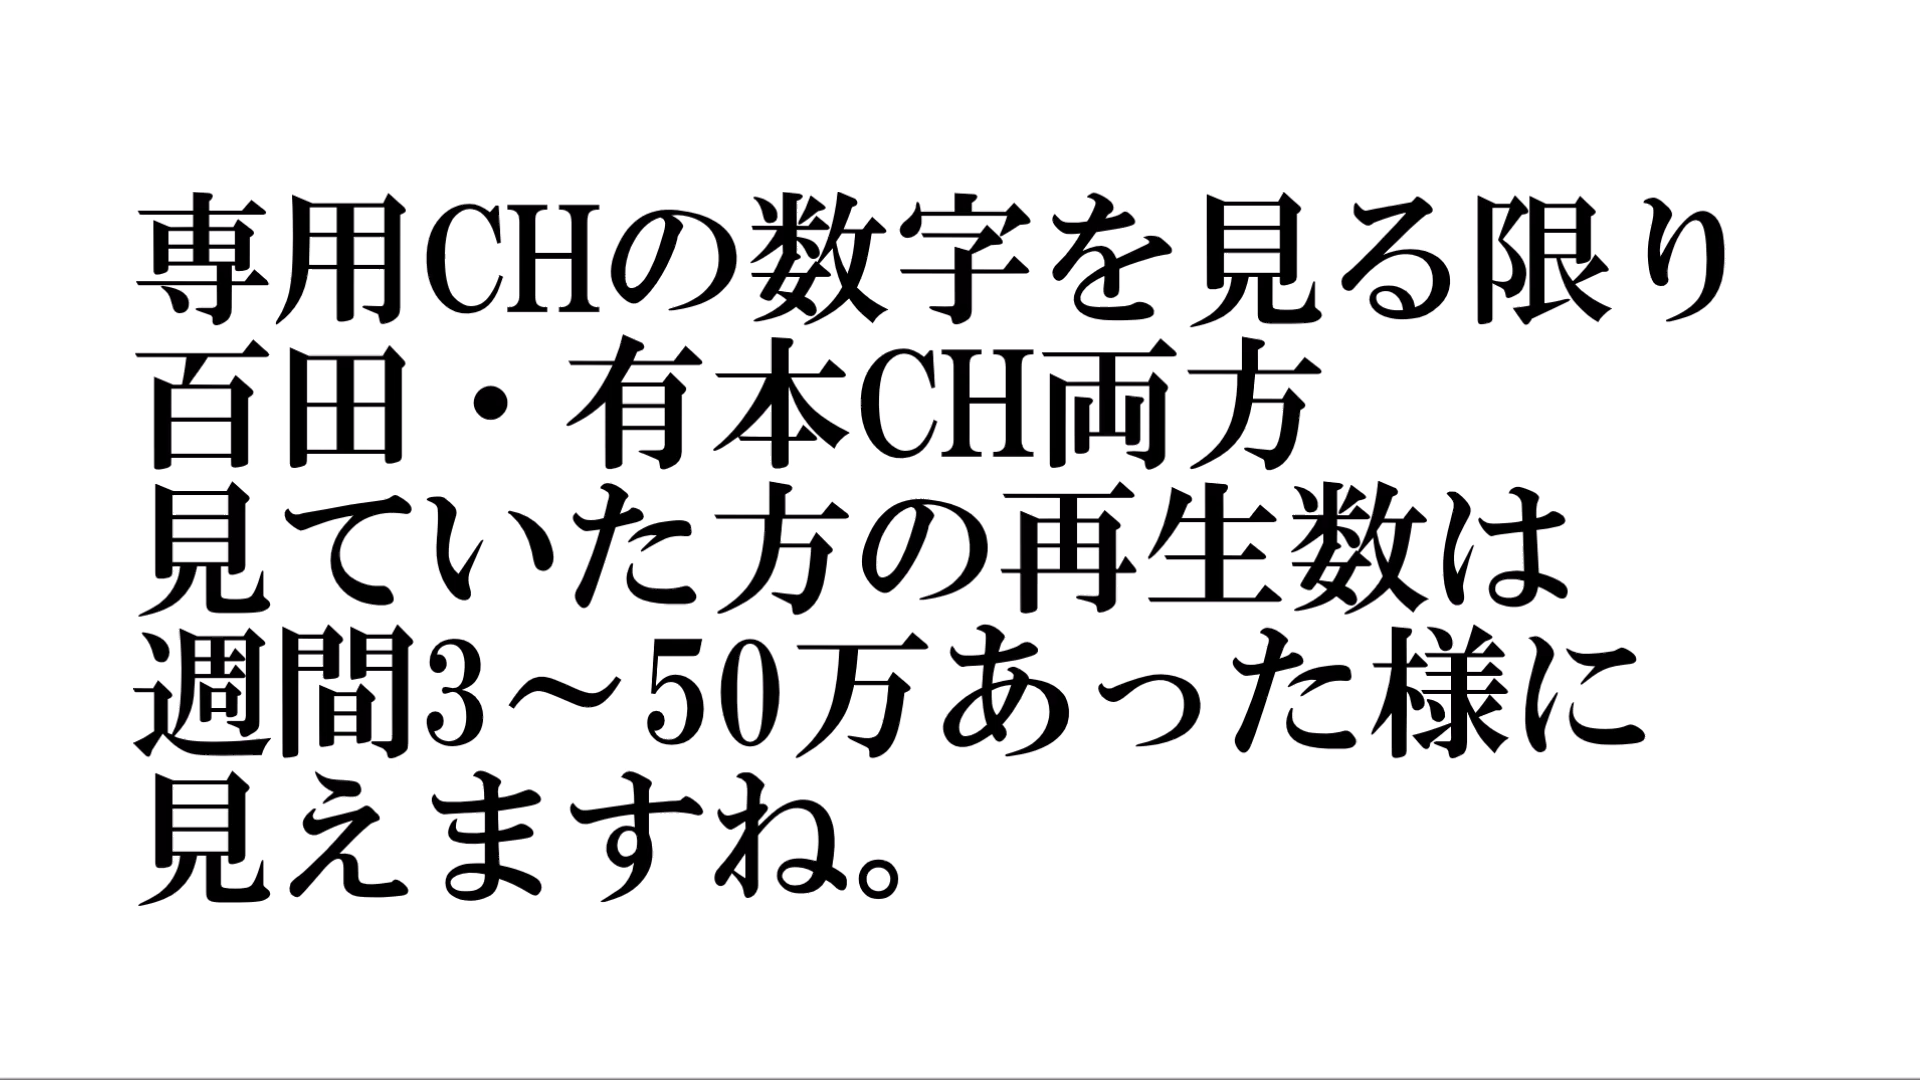 専用CHの数字を見る限り
百田・有本CH両方
見ていた方の再生数は
週間3～50万あった様に
見えますね。